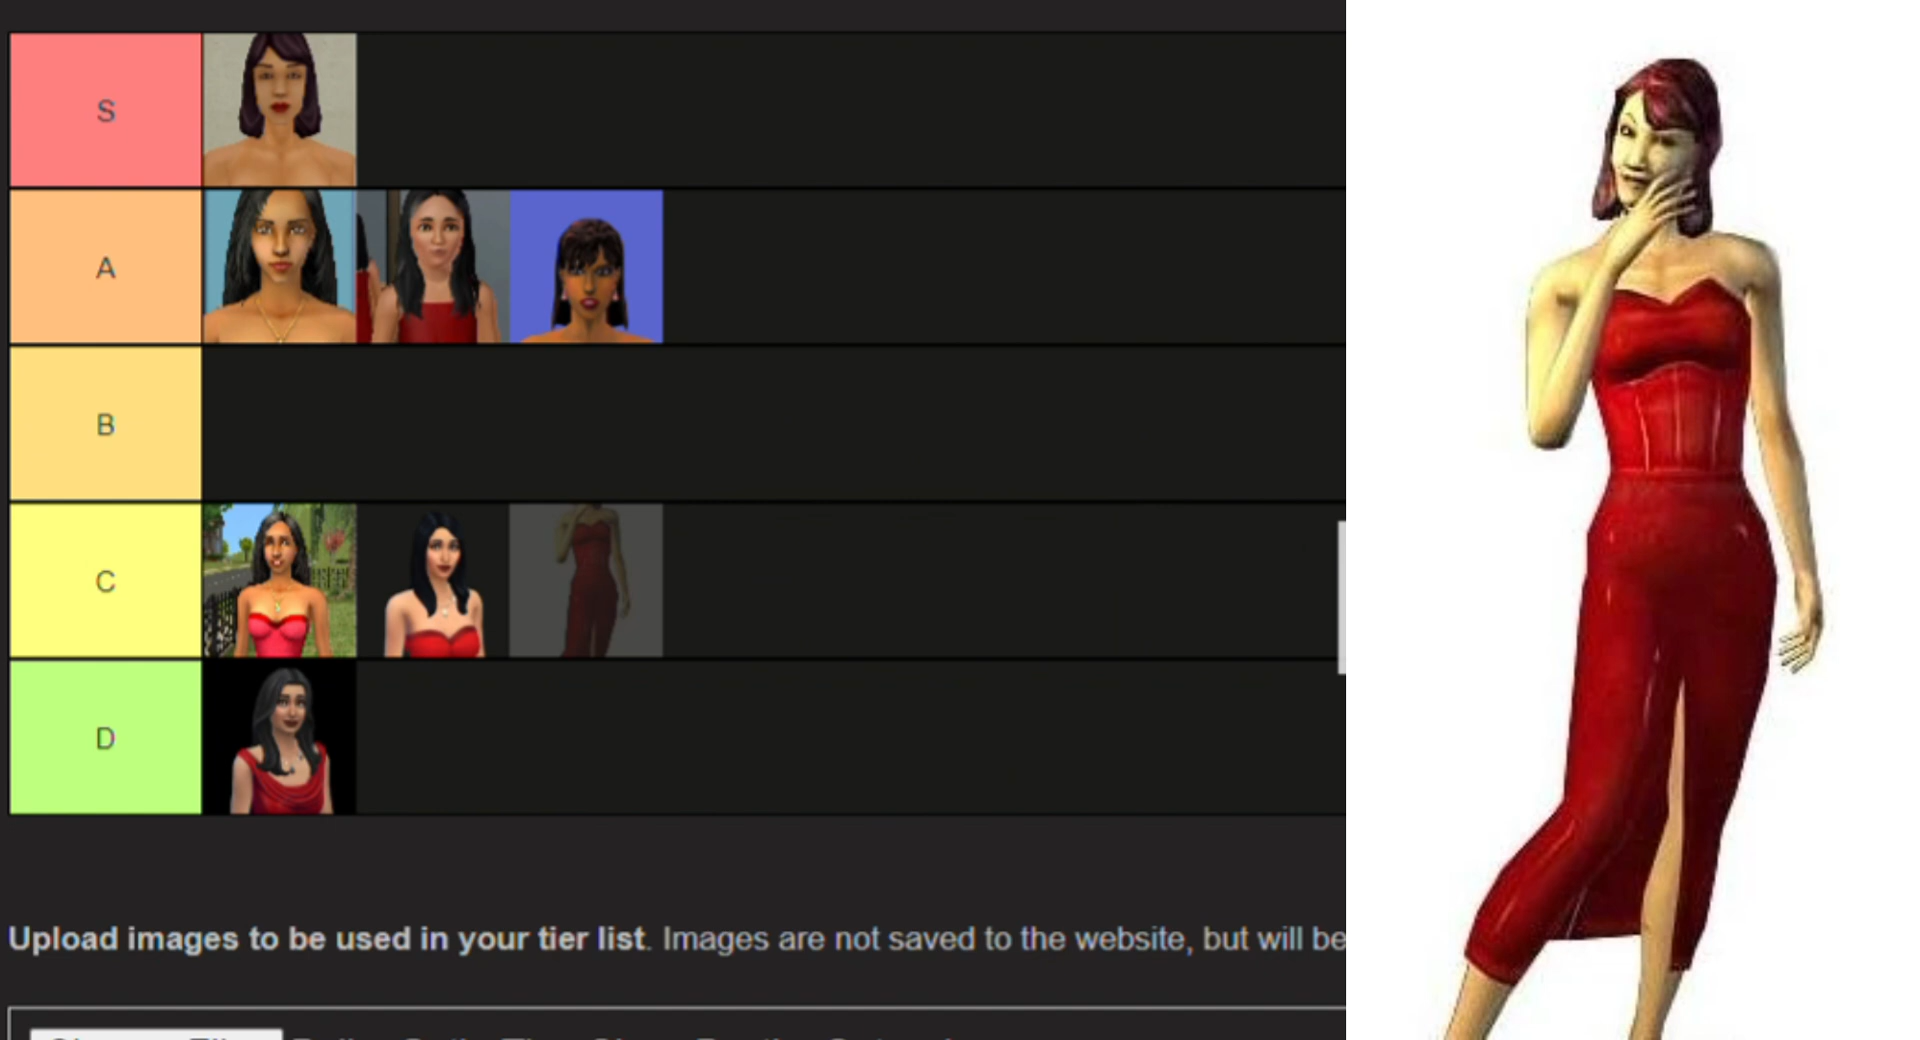 S
A
B
C
D
Upload images to be used in your tier list. Images are not saved to the website, but will be